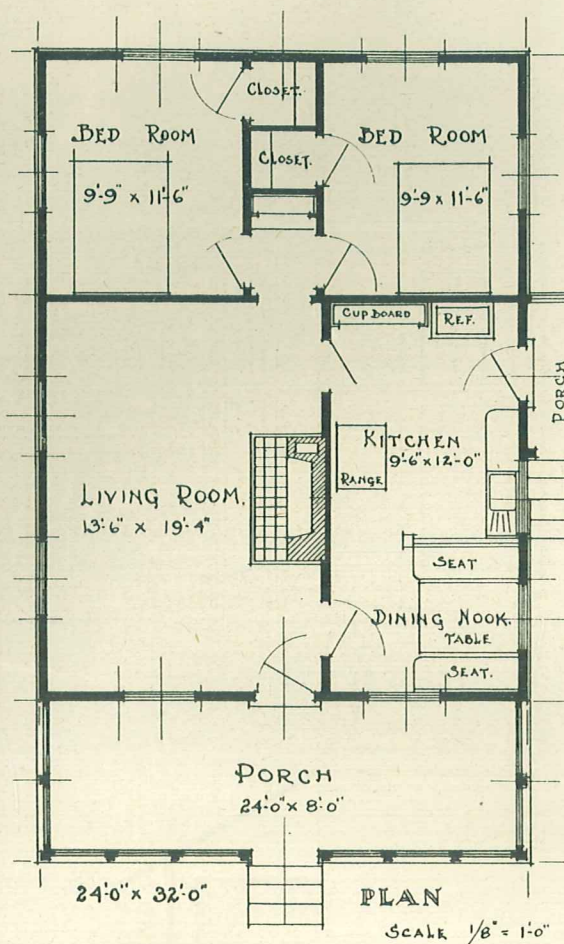 CLOSET.
BED ROOM
9'-9" x 11'-6"
CLOSET.
BED ROOM
9'-9 x 11'-6"
CUPBOARD
REF.
PORCH
KITCHEN
9'-6" x 12'-0"
RANGE
LIVING ROOM.
13'-6" x 19'-4"
SEAT
DINING NOOK.
TABLE
SEAT.
PORCH
24'-0" x 8'-0"
24'-0" x 32'-0"
PLAN
SCALE 1/8" = 1'-0"